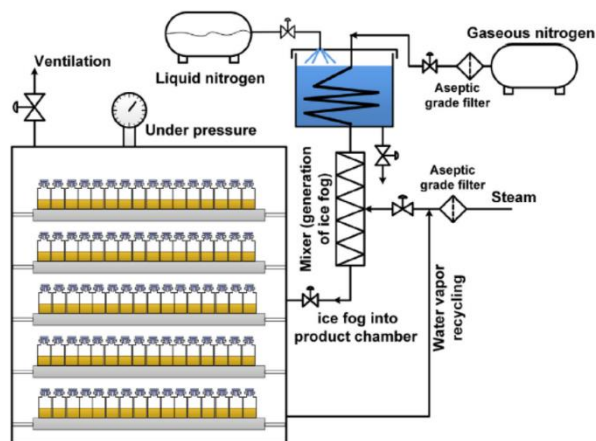 Ventilation
Under pressure
Liquid nitrogen
Gaseous nitrogen
Aseptic
grade filter
Mixer (generation
of ice fog)
Aseptic
grade filter
Steam
ice fog into
product chamber
Water vapor
recycling